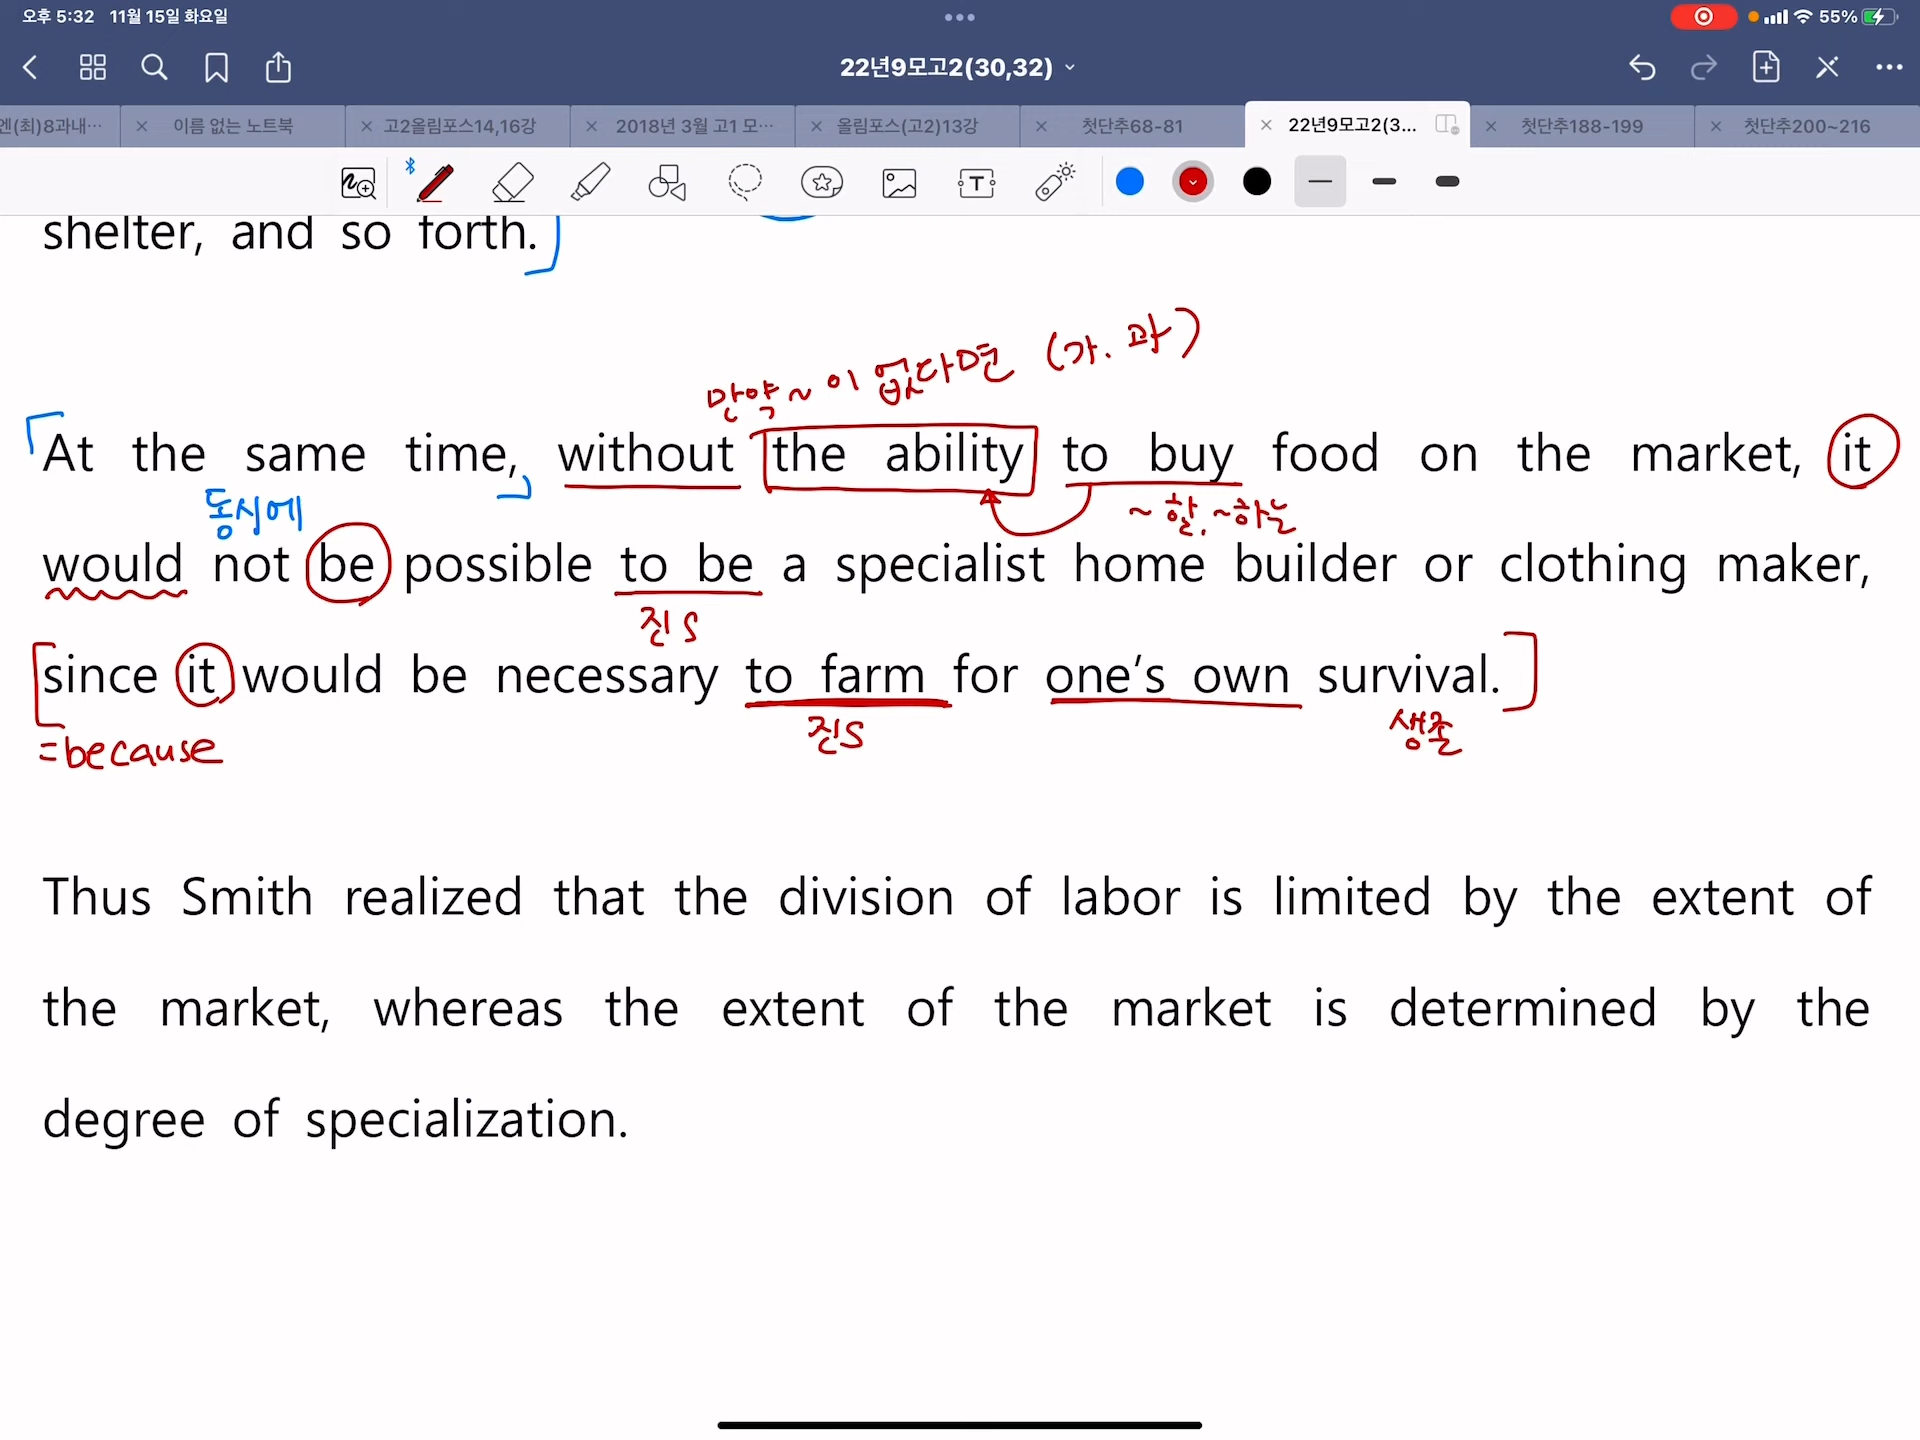 오후 5:32 11월 15일 화요일
55%
22년9모고2(30,32)
엔(최)8과내…
이름 없는 노트북
고2올림포스14,16강
2018년 3월 고1 모…
올림포스(고2)13강
첫단추68-81
22년9모고2(3...
첫단추188-199
첫단추200~216
shelter, and so forth.
만약~이 없다면 (가.과)
At the same time, without the ability to buy food on the market, it
동시에
~할, ~하는
would not be possible to be a specialist home builder or clothing maker,
진S
since it would be necessary to farm for one's own survival.
=because
진S
생존
Thus Smith realized that the division of labor is limited by the extent of
the market, whereas the extent of the market is determined by the
degree of specialization.